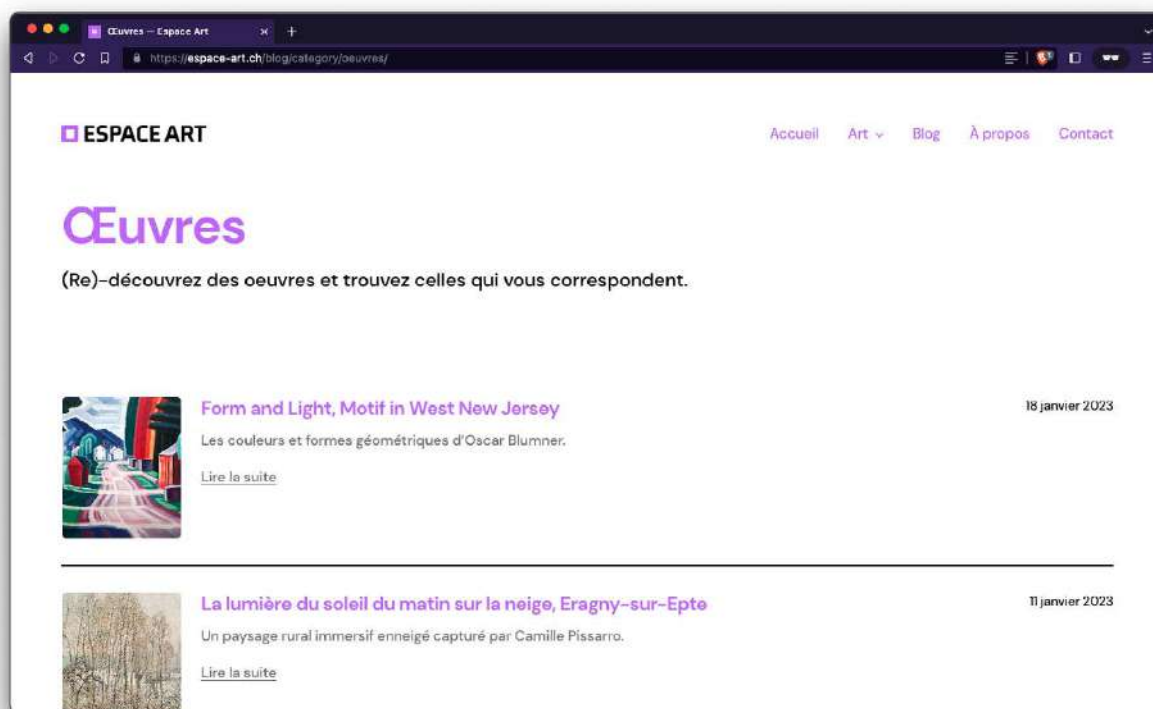 Œuvres — Espace Art
https://espace-art.ch/blog/category/oeuvres/
ESPACE ART
Accueil Art Blog À propos Contact
Œuvres
(Re)-découvrez des oeuvres et trouvez celles qui vous correspondent.
Form and Light, Motif in West New Jersey 18 janvier 2023
Les couleurs et formes géométriques d'Oscar Blumner.
Lire la suite
La lumière du soleil du matin sur la neige, Eragny-sur-Epte 11 janvier 2023
Un paysage rural immersif enneigé capturé par Camille Pissarro.
Lire la suite